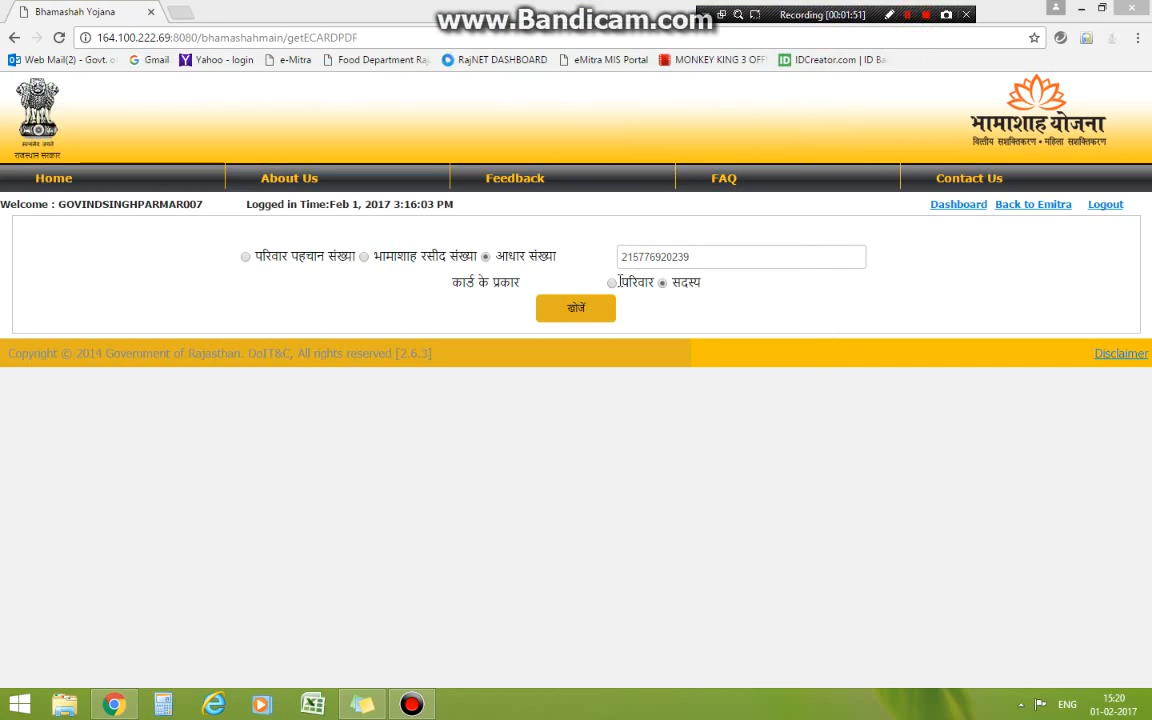 Bhamashah Yojana
www.Bandicam.com
Recording [00:01:51]
164.100.222.69:8080/bhamashahmain/getECARDPDF
Web Mail(2) - Govt. o
Gmail
Yahoo - login
e-Mitra
Food Department Raj
RajNET DASHBOARD
eMitra MIS Portal
MONKEY KING 3 OFF
IDCreator.com | ID Ba
सत्यमेव जयते
राजस्थान सरकार
भामाशाह योजना
वित्तीय सशक्तिकरण • महिला सशक्तिकरण
Home About Us Feedback FAQ Contact Us
Welcome : GOVINDSINGHPARMAR007 Logged in Time:Feb 1, 2017 3:16:03 PM Dashboard Back to Emitra Logout
परिवार पहचान संख्या भामाशाह रसीद संख्या आधार संख्या 215776920239
कार्ड के प्रकार परिवार सदस्य
खोजें
Copyright © 2014 Government of Rajasthan. DoIT&C, All rights reserved [2.6.3] Disclaimer
ENG
15:20
01-02-2017